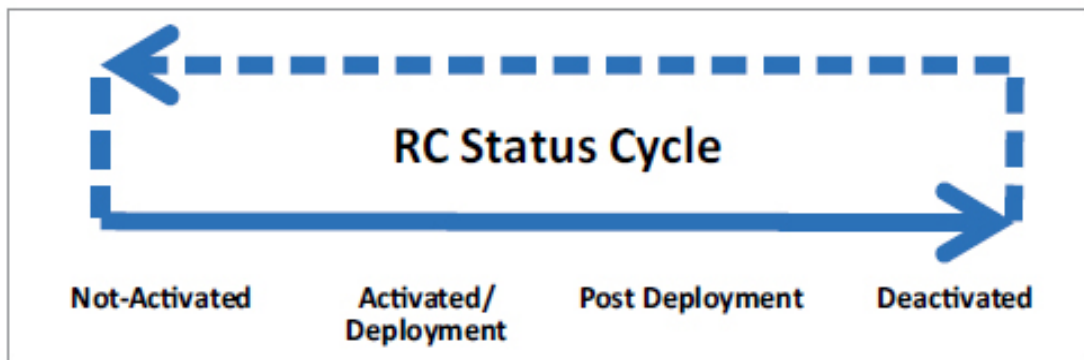 RC Status Cycle
Not-Activated Activated/ Post Deployment Deactivated
Deployment